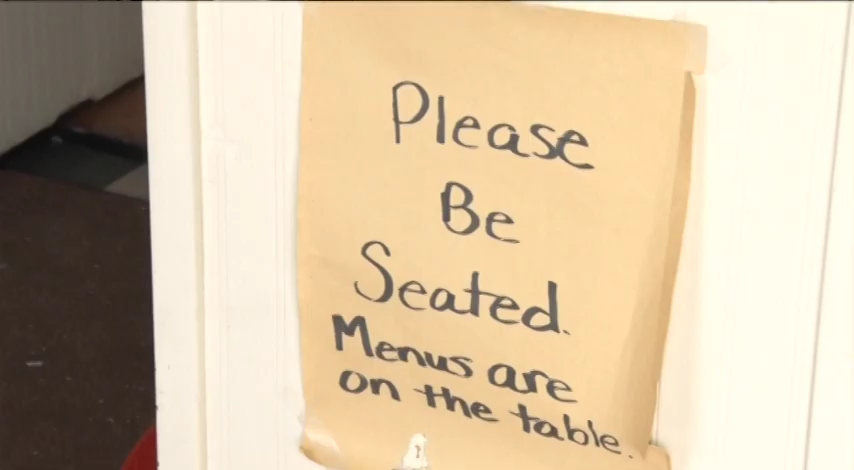 Please
Be
Seated.
Menus are
on the table.